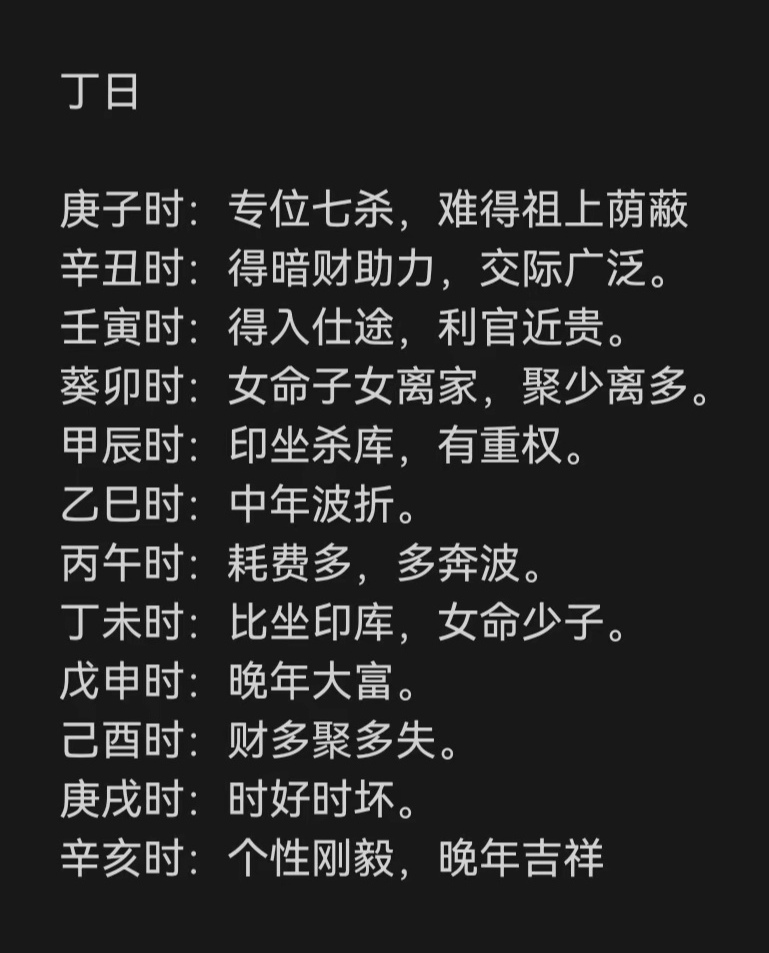 丁日
庚子时：专位七杀，难得祖上荫蔽
辛丑时：得暗财助力，交际广泛。
壬寅时：得入仕途，利官近贵。
葵卯时：女命子女离家，聚少离多。
甲辰时：印坐杀库，有重权。
乙巳时：中年波折。
丙午时：耗费多，多奔波。
丁未时：比坐印库，女命少子。
戊申时：晚年大富。
己酉时：财多聚多失。
庚戌时：时好时坏。
辛亥时：个性刚毅，晚年吉祥